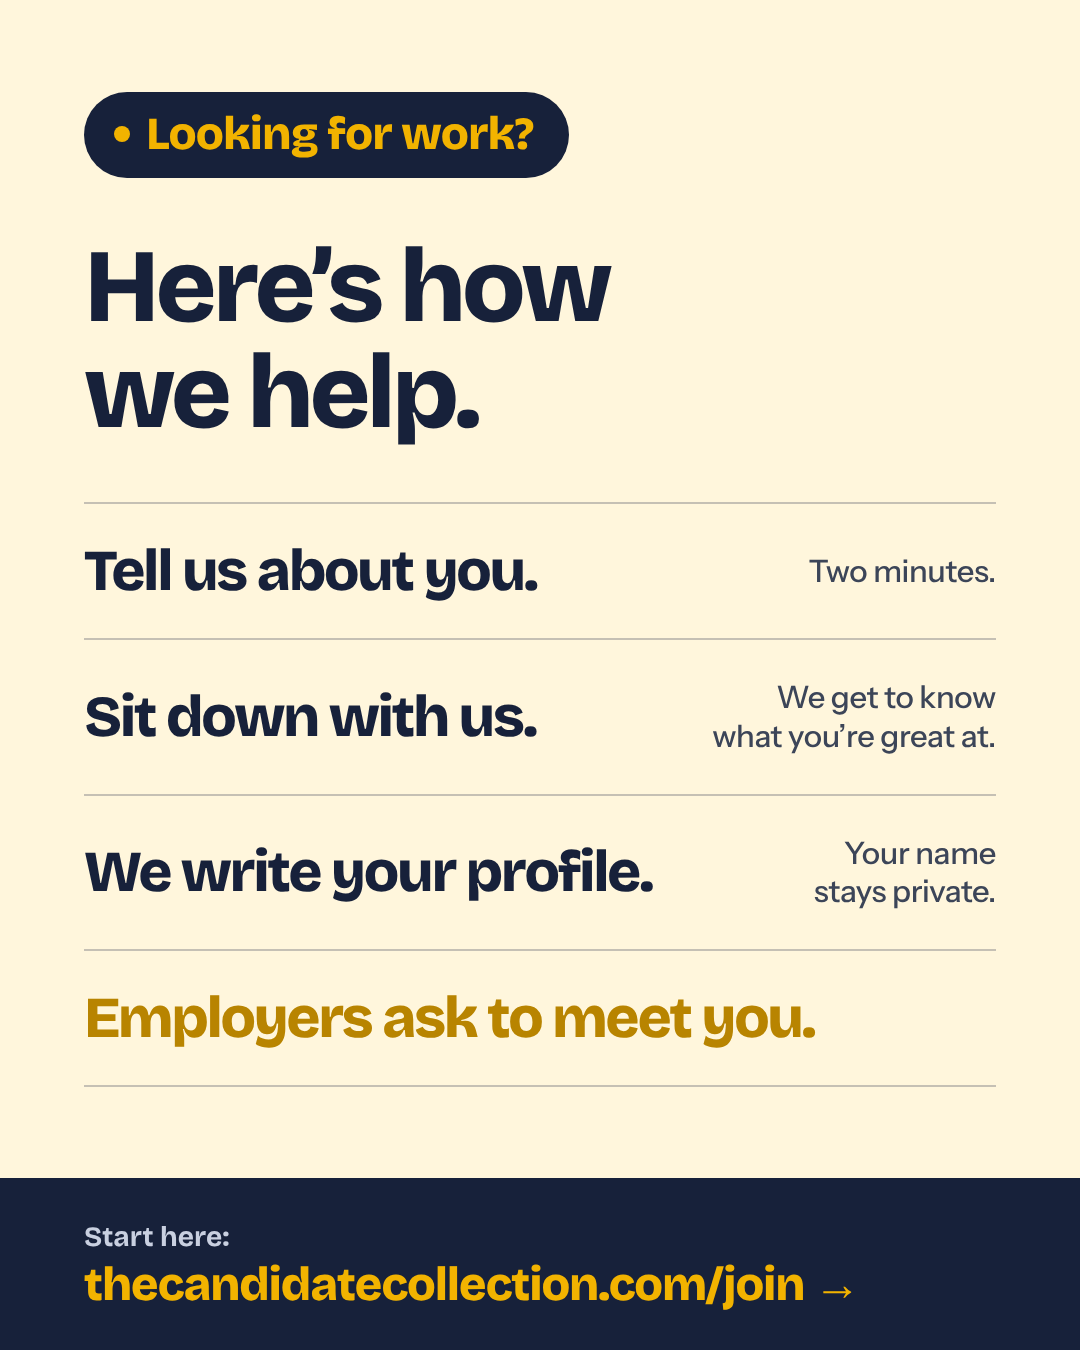 Looking for work?
Here’s how
we help.
Tell us about you.
Two minutes.
Sit down with us.
We get to know
what you’re great at.
We write your profile.
Your name
stays private.
Employers ask to meet you.
Start here:
thecandidatecollection.com/join →